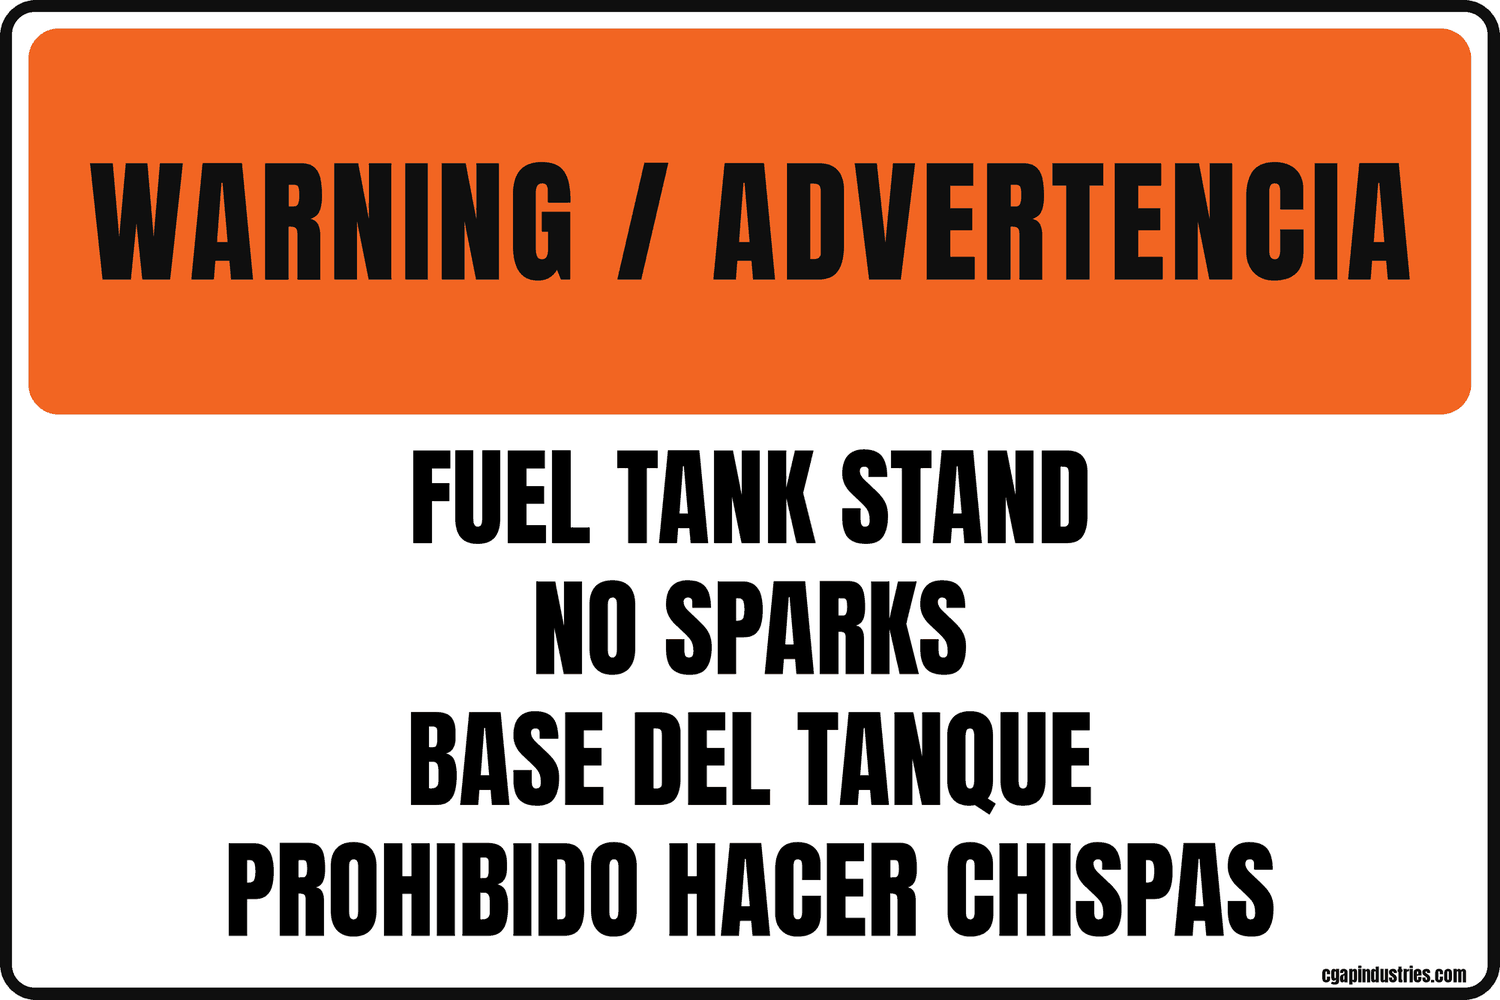 WARNING / ADVERTENCIA
FUEL TANK STAND
NO SPARKS
BASE DEL TANQUE
PROHIBIDO HACER CHISPAS
cgapindustries.com